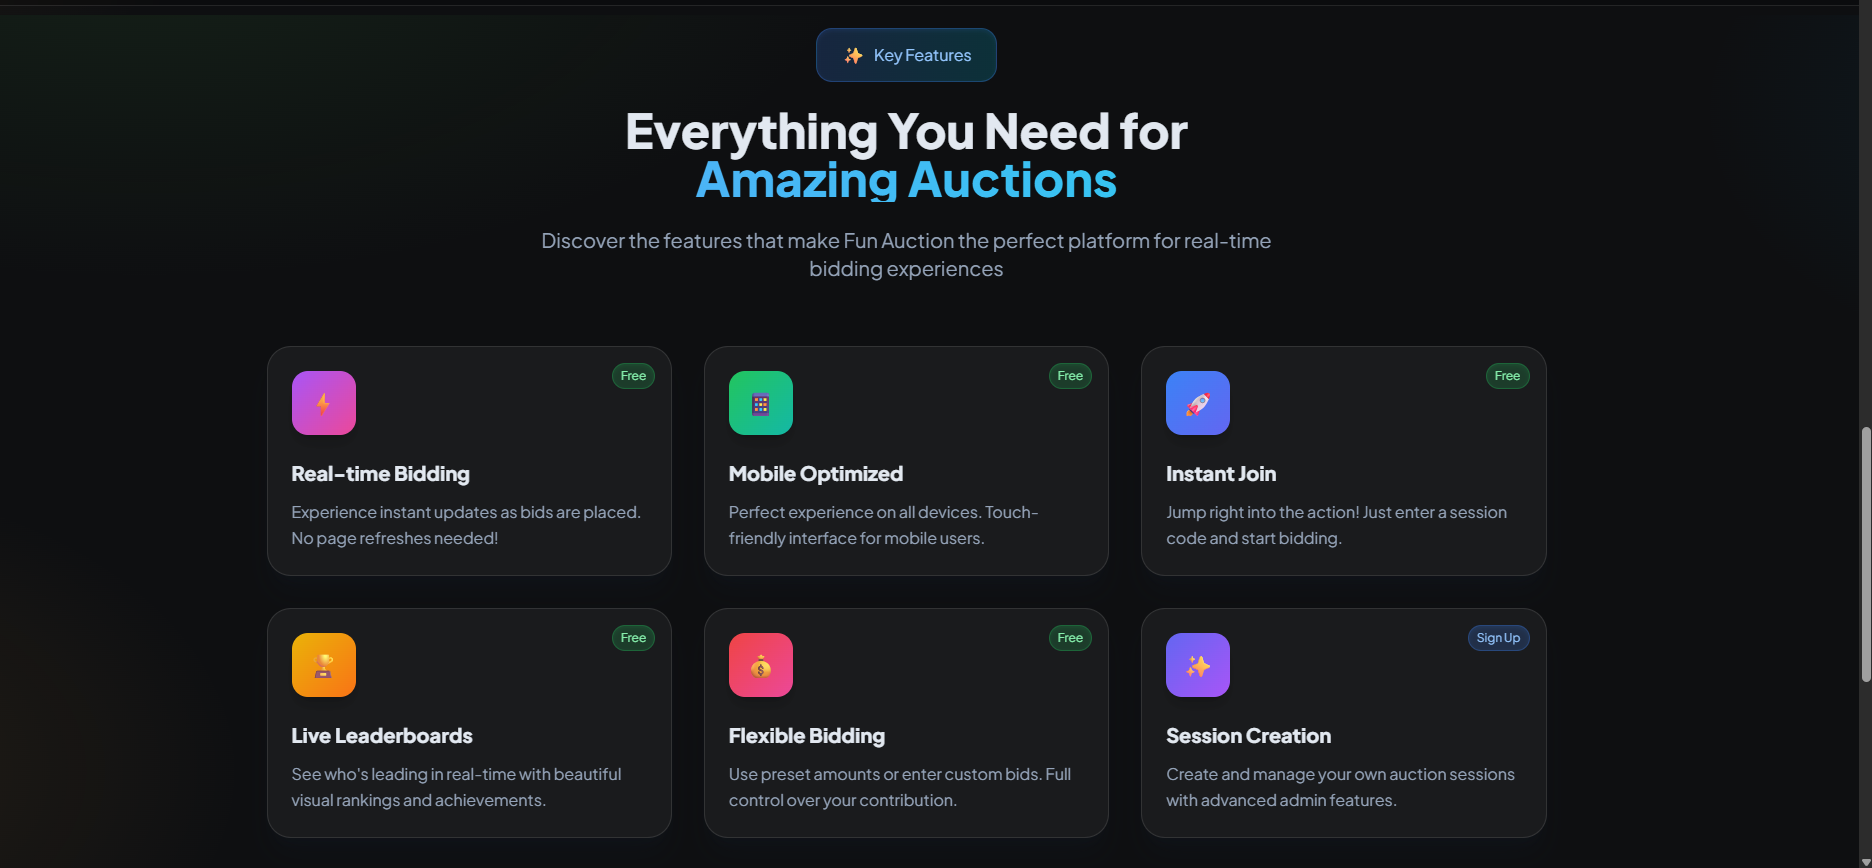 Key Features
Everything You Need for
Amazing Auctions
Discover the features that make Fun Auction the perfect platform for real-time
bidding experiences
Free
Real-time Bidding
Experience instant updates as bids are placed.
No page refreshes needed!
Free
Mobile Optimized
Perfect experience on all devices. Touch-
friendly interface for mobile users.
Free
Instant Join
Jump right into the action! Just enter a session
code and start bidding.
Free
Live Leaderboards
See who's leading in real-time with beautiful
visual rankings and achievements.
Free
Flexible Bidding
Use preset amounts or enter custom bids. Full
control over your contribution.
Sign Up
Session Creation
Create and manage your own auction sessions
with advanced admin features.